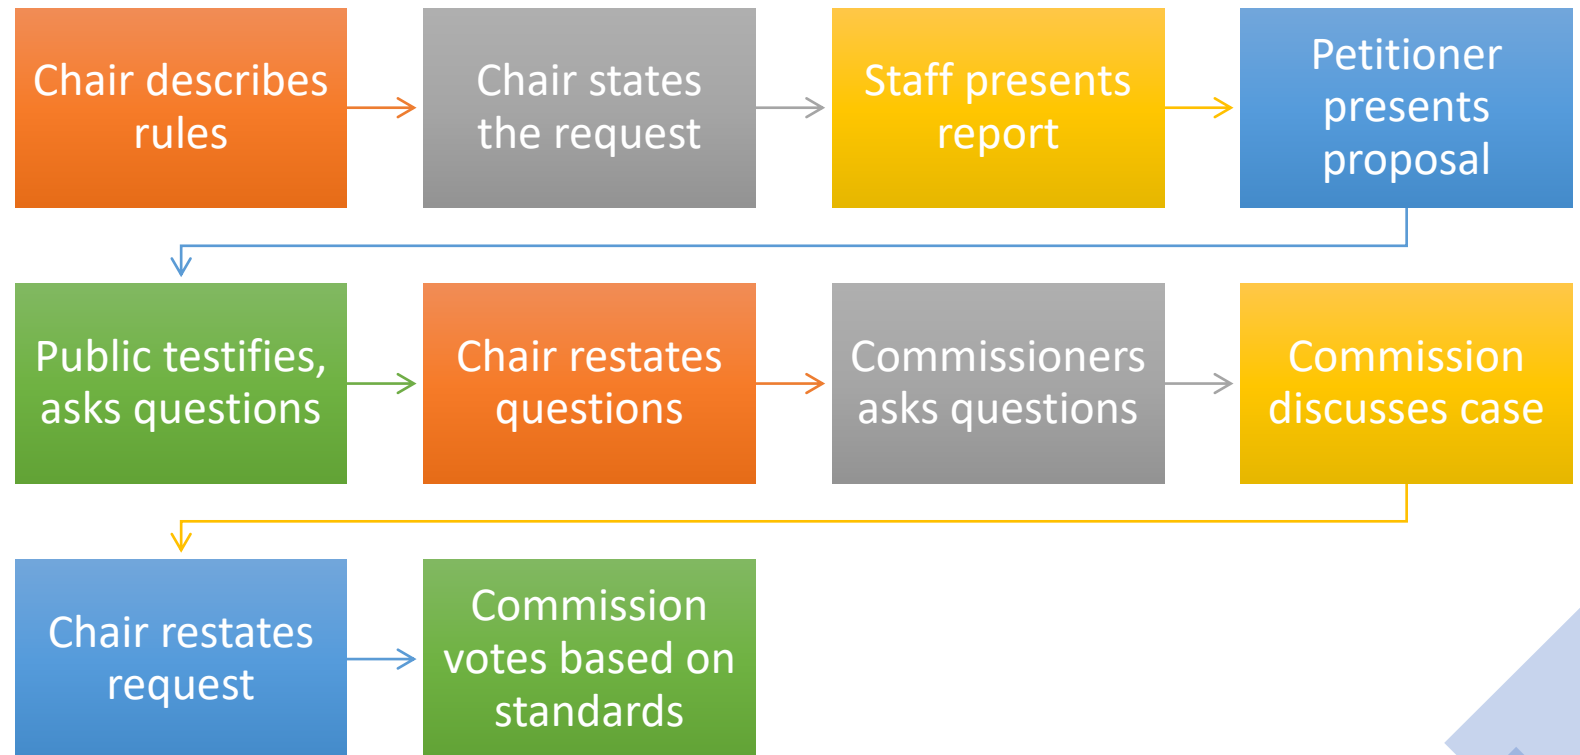 Chair describes
rules
Chair states
the request
Staff presents
report
Petitioner
presents
proposal
Public testifies,
asks questions
Chair restates
questions
Commissioners
asks questions
Commission
discusses case
Chair restates
request
Commission
votes based on
standards